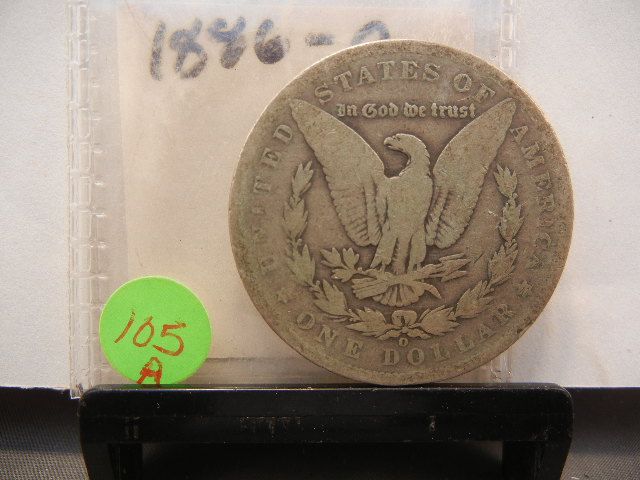 1886-O
UNITED STATES OF AMERICA
In God we trust
O
ONE DOLLAR
105
A